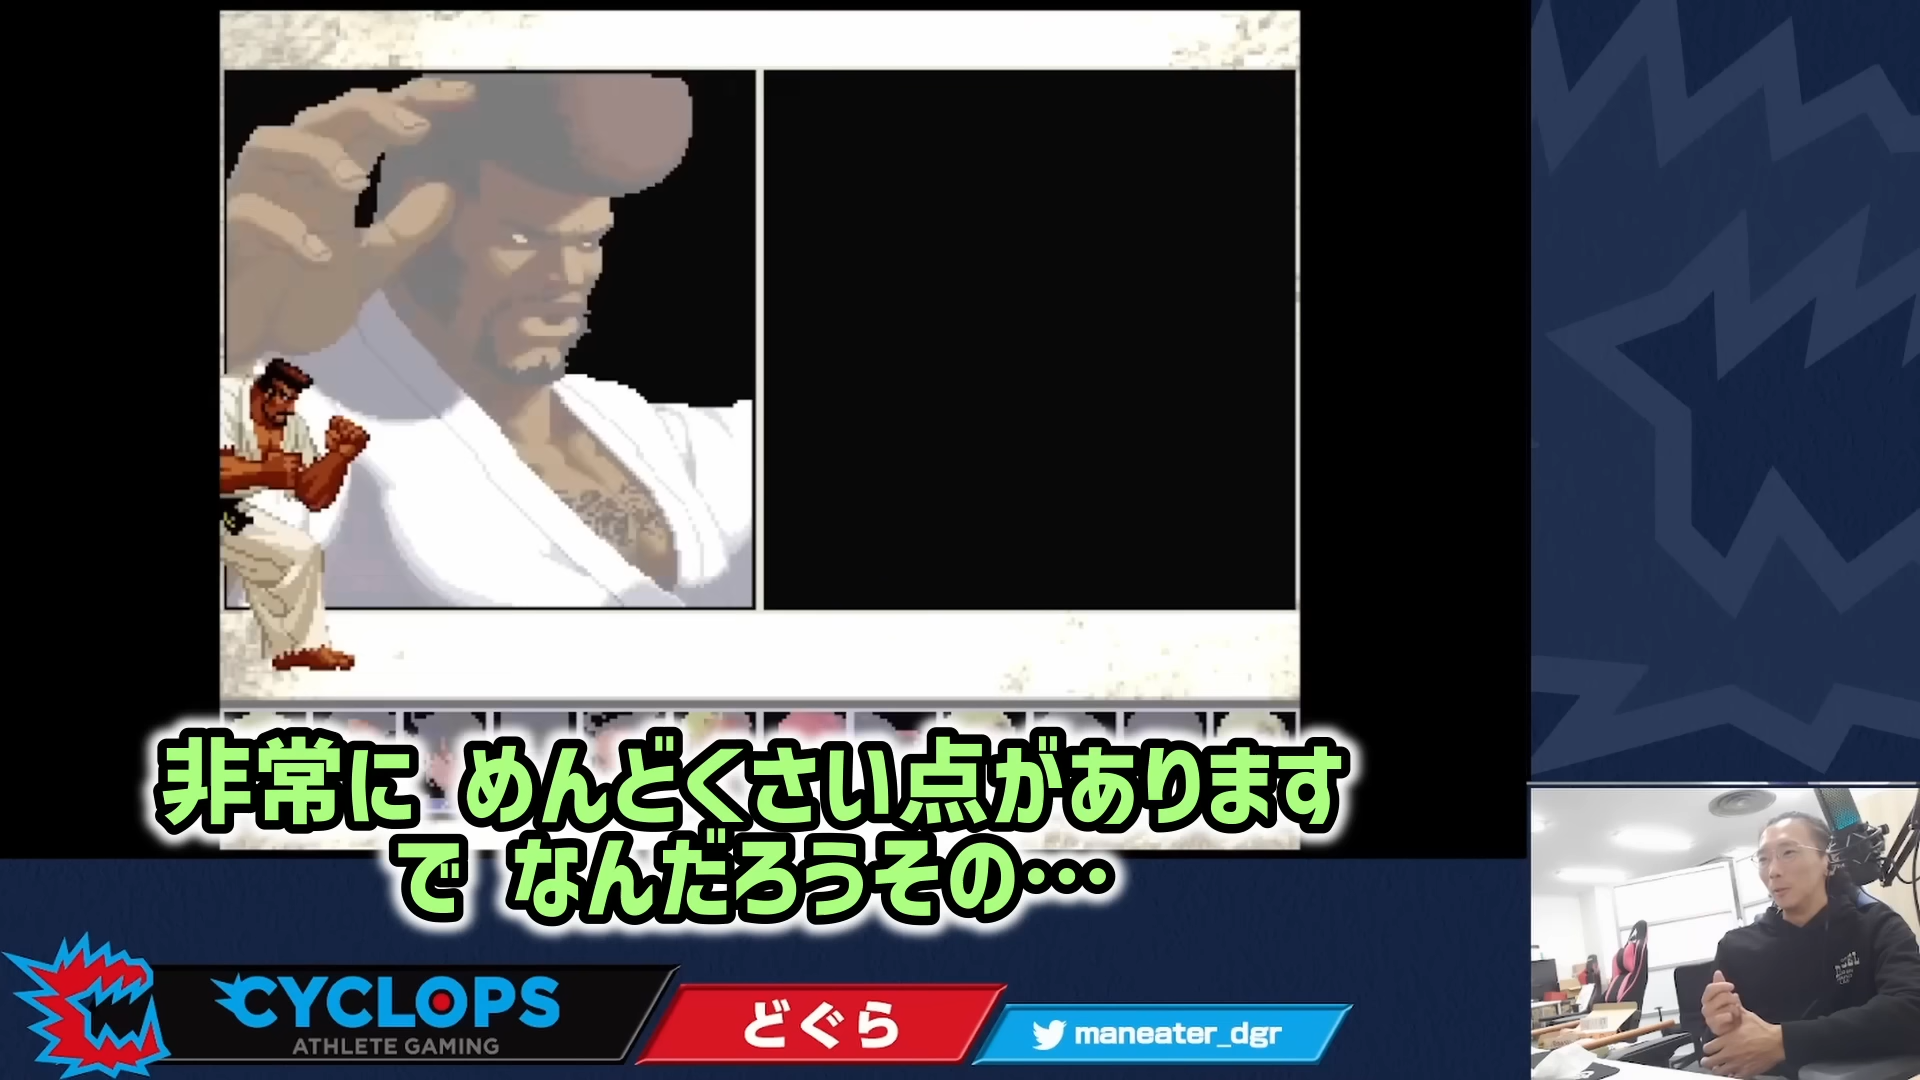 非常に めんどくさい点があります
で なんだろうその…
CYCLOPS
ATHLETE GAMING
どぐら
maneater_dgr